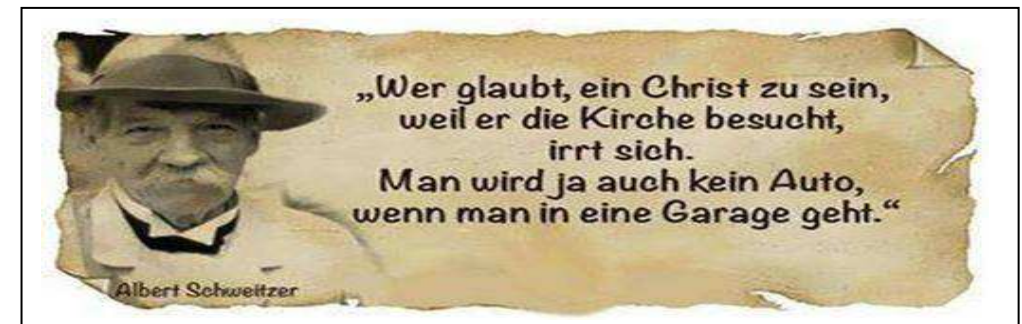 „Wer glaubt, ein Christ zu sein,
weil er die Kirche besucht,
irrt sich.
Man wird ja auch kein Auto,
wenn man in eine Garage geht.“
Albert Schweitzer